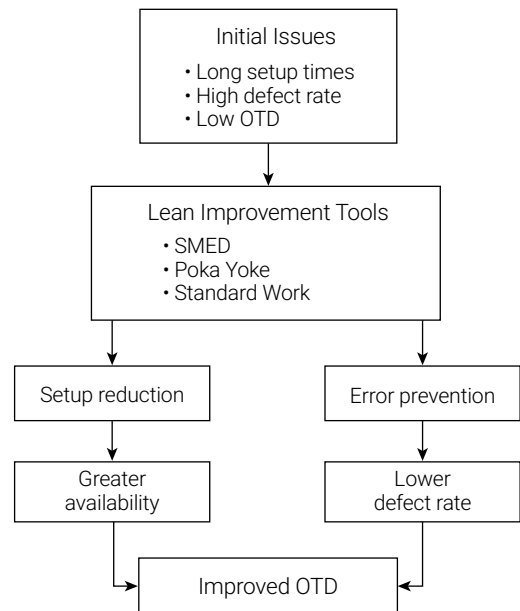 Initial Issues
• Long setup times
• High defect rate
• Low OTD
Lean Improvement Tools
• SMED
• Poka Yoke
• Standard Work
Setup reduction
Error prevention
Greater
availability
Lower
defect rate
Improved OTD